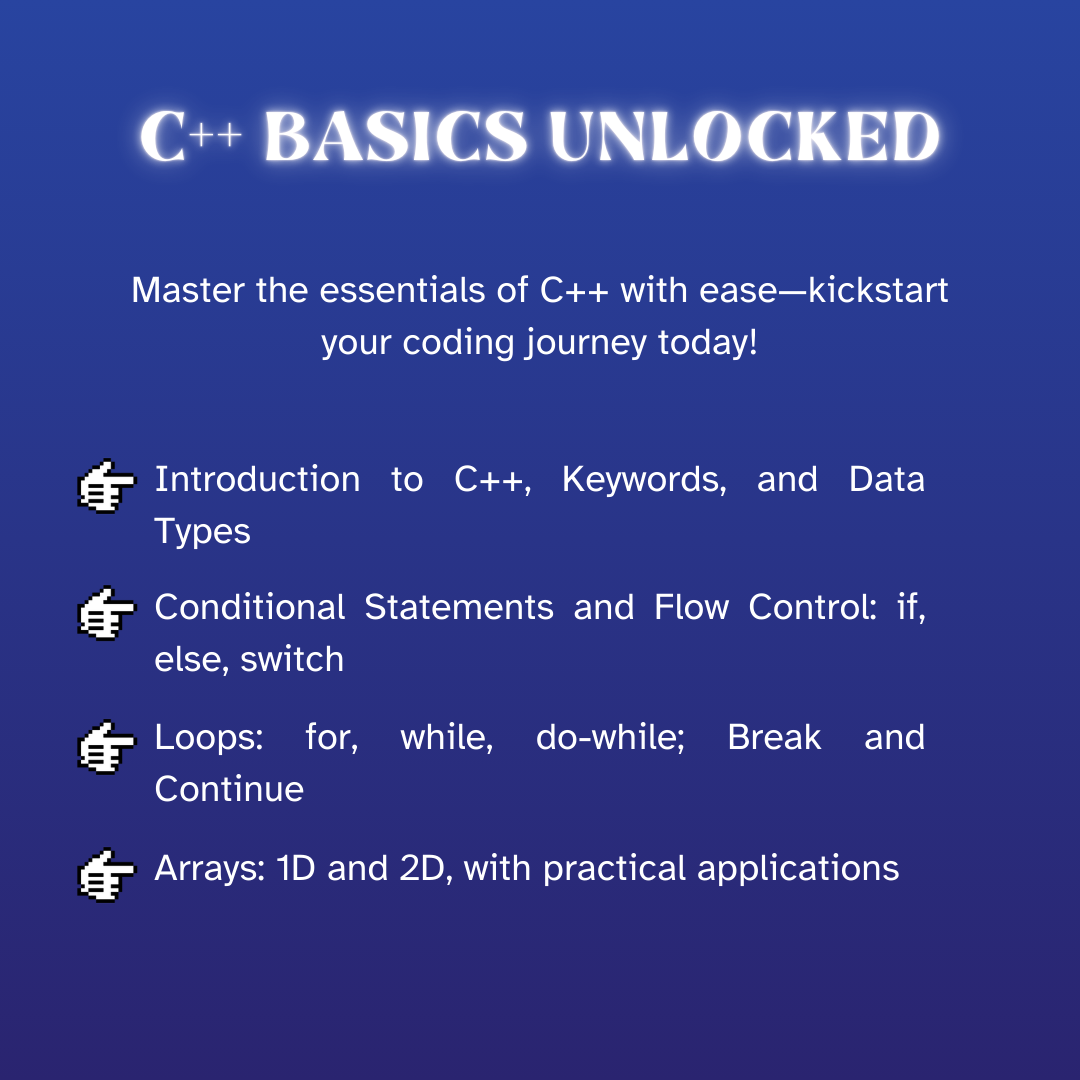 C++ BASICS UNLOCKED
Master the essentials of C++ with ease—kickstart
your coding journey today!
Introduction to C++, Keywords, and Data
Types
Conditional Statements and Flow Control: if,
else, switch
Loops: for, while, do-while; Break and
Continue
Arrays: 1D and 2D, with practical applications